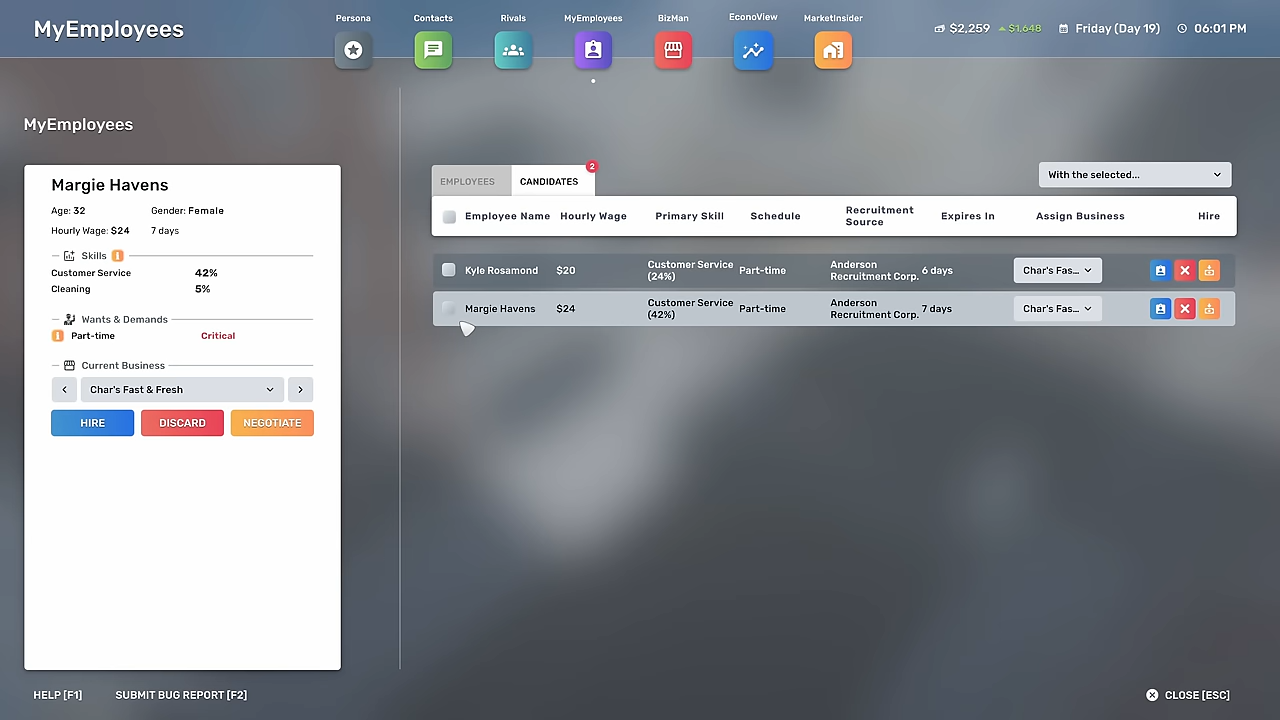 MyEmployees
Persona
Contacts
Rivals
MyEmployees
BizMan
EconoView
MarketInsider
$2,259
$1,648
Friday (Day 19)
06:01 PM
MyEmployees
Margie Havens
Age: 32
Gender: Female
Hourly Wage: $24
7 days
Skills
Customer Service
42%
Cleaning
5%
Wants & Demands
Part-time
Critical
Current Business
Char's Fast & Fresh
HIRE
DISCARD
NEGOTIATE
EMPLOYEES
CANDIDATES
2
With the selected...
Employee Name
Hourly Wage
Primary Skill
Schedule
Recruitment
Source
Expires In
Assign Business
Hire
Kyle Rosamond
$20
Customer Service
(24%)
Part-time
Anderson
Recruitment Corp.
6 days
Char's Fas...
Margie Havens
$24
Customer Service
(42%)
Part-time
Anderson
Recruitment Corp.
7 days
Char's Fas...
HELP [F1]
SUBMIT BUG REPORT [F2]
CLOSE [ESC]